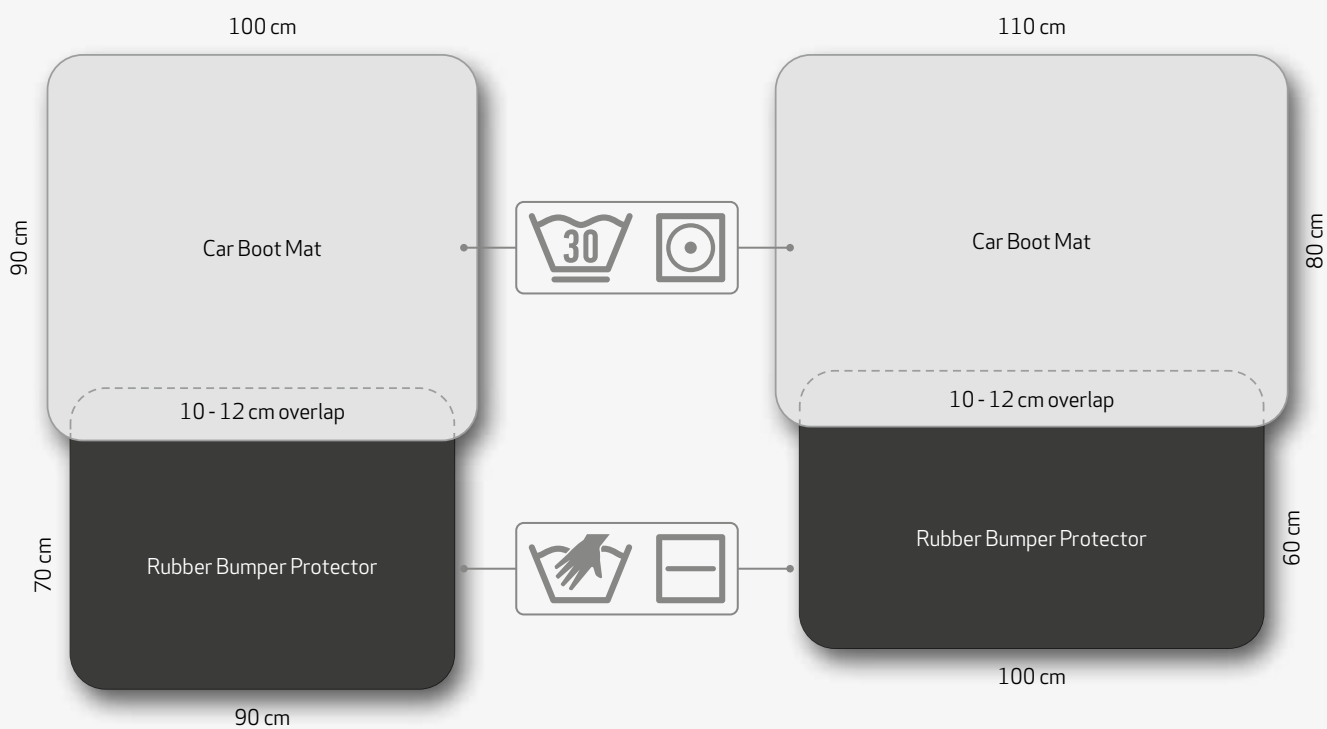 100 cm
110 cm
90 cm
Car Boot Mat
30
Car Boot Mat
80 cm
10 - 12 cm overlap
10 - 12 cm overlap
70 cm
Rubber Bumper Protector
Rubber Bumper Protector
60 cm
90 cm
100 cm